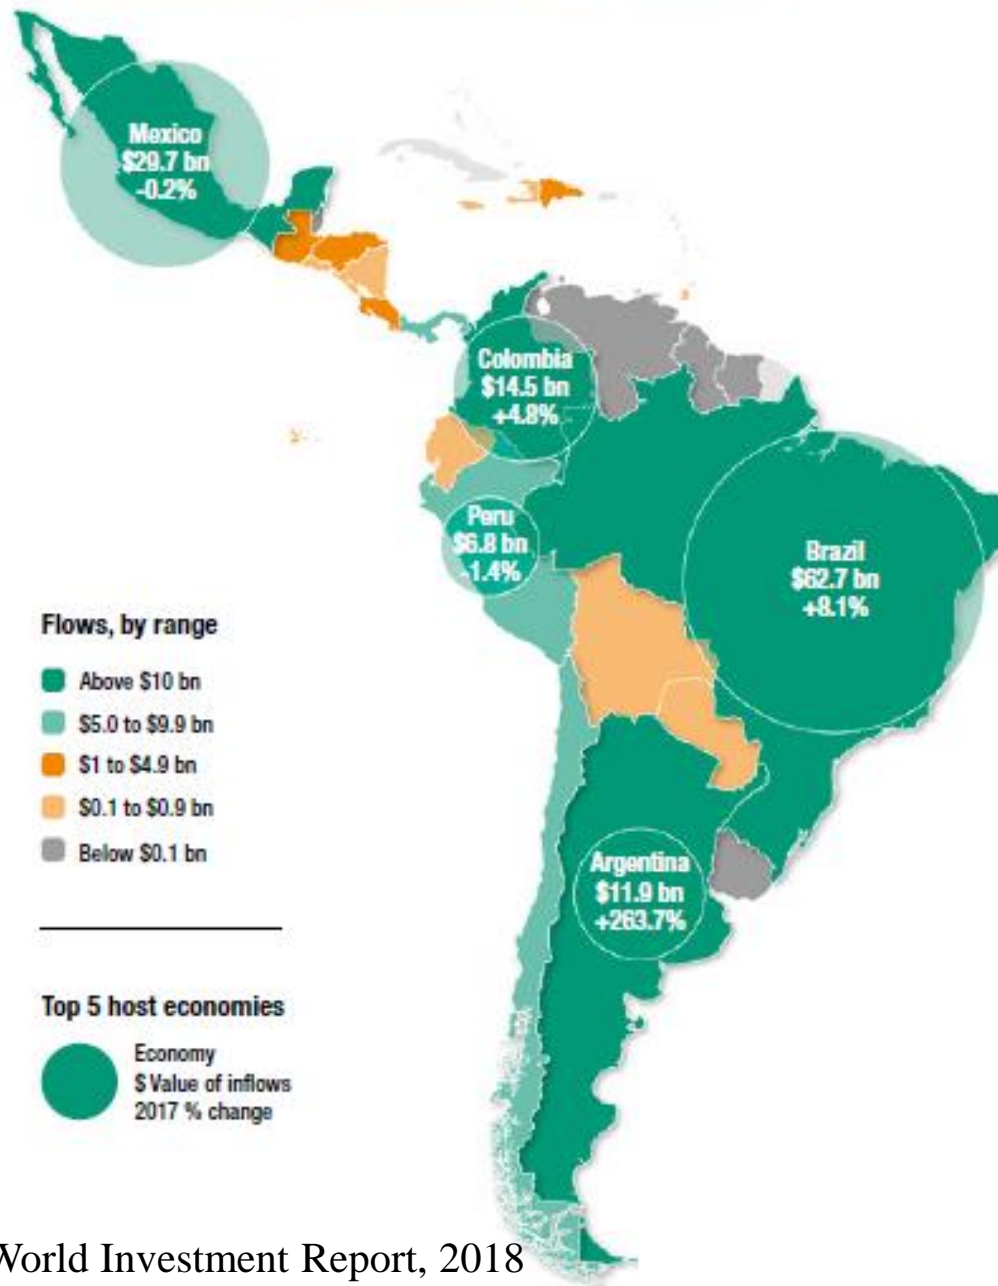 Mexico
$29.7 bn
-0.2%
Colombia
$14.5 bn
+4.8%
Peru
$6.8 bn
-1.4%
Brazil
$62.7 bn
+8.1%
Flows, by range
Above $10 bn
$5.0 to $9.9 bn
$1 to $4.9 bn
$0.1 to $0.9 bn
Below $0.1 bn
Argentina
$11.9 bn
+263.7%
Top 5 host economies
Economy
$ Value of inflows
2017 % change
World Investment Report, 2018